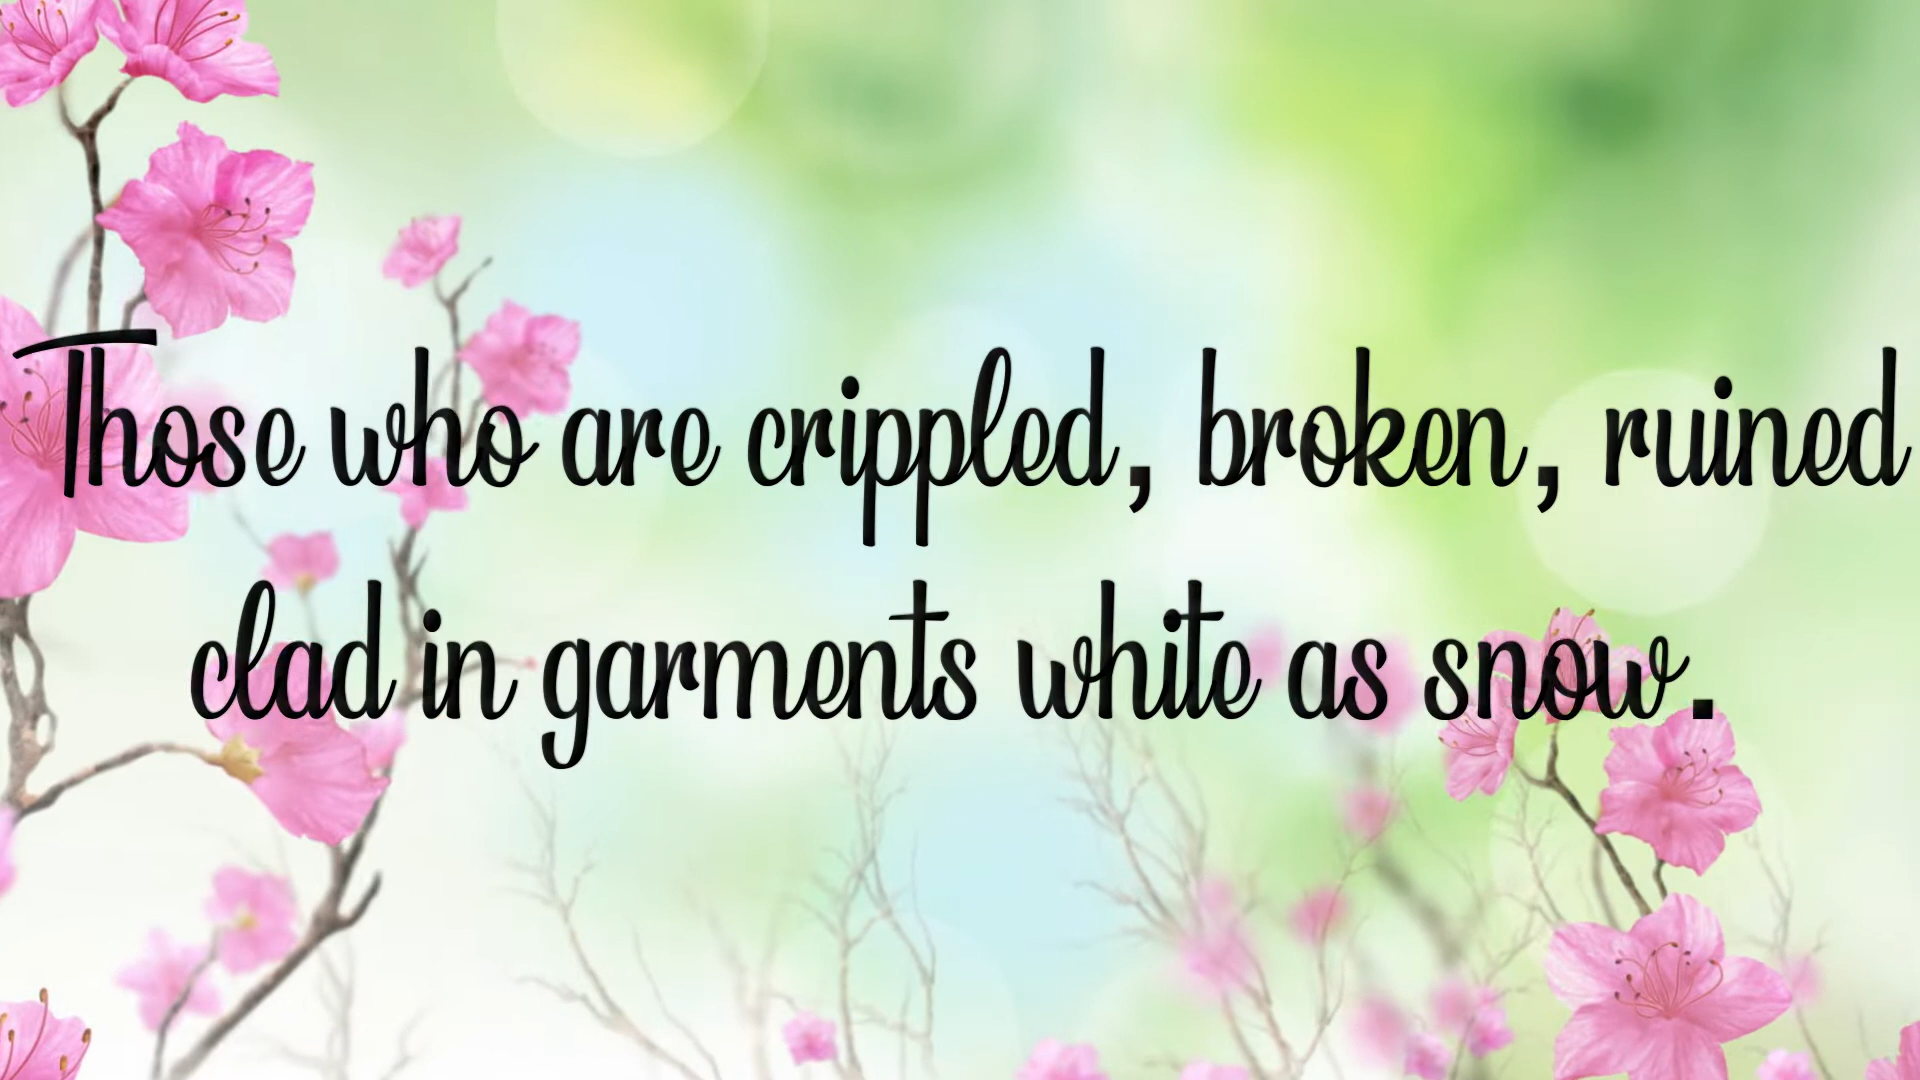 Those who are crippled, broken, ruined
clad in garments white as snow.